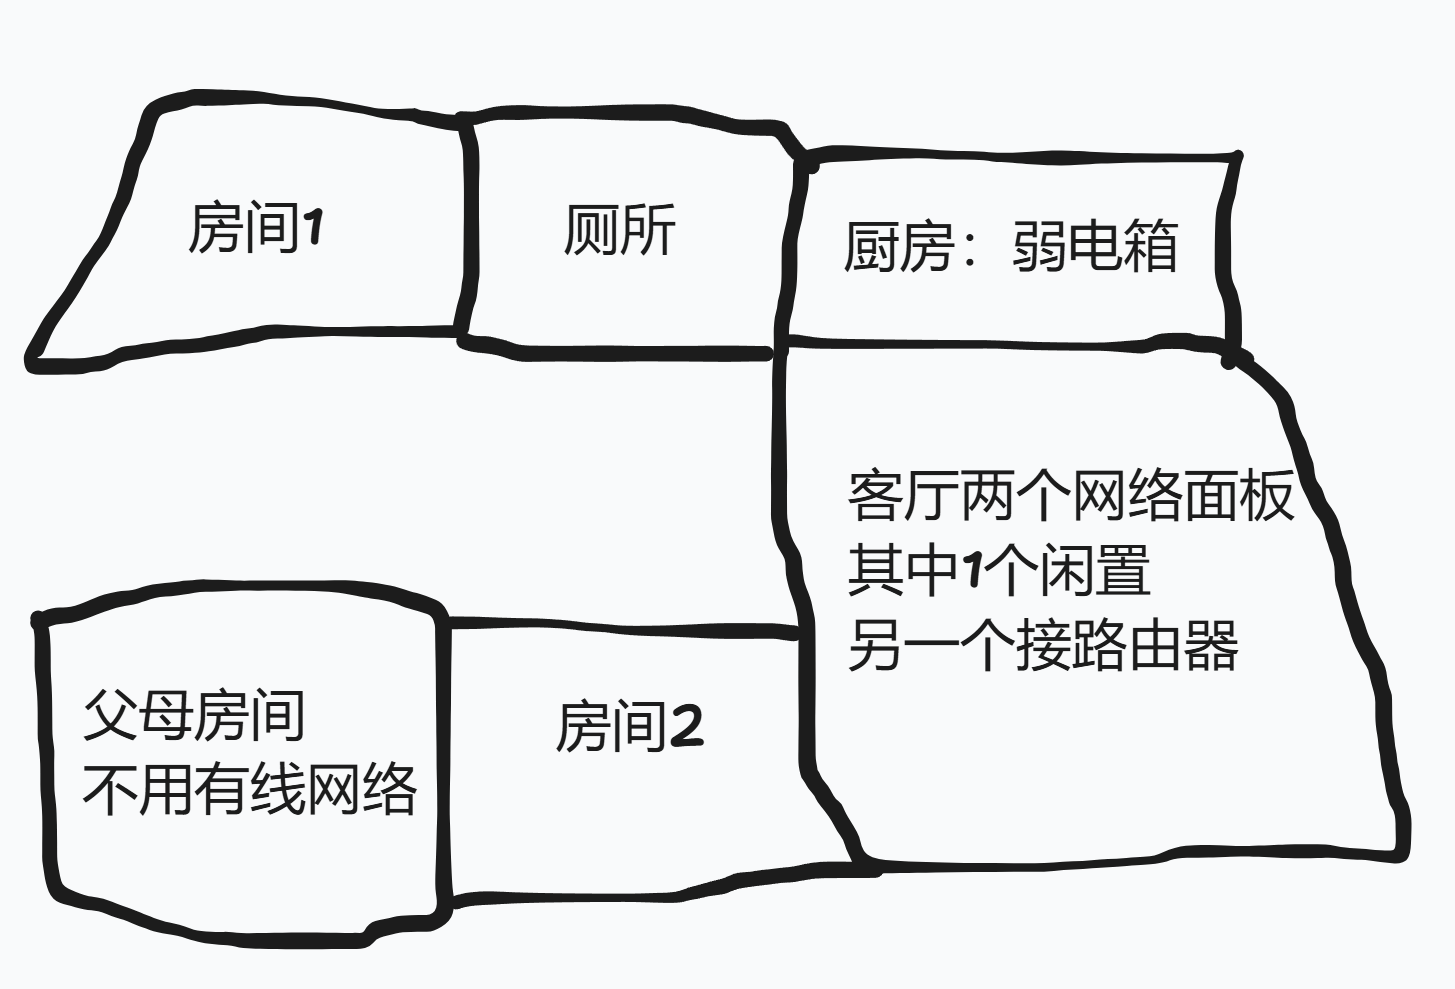 房间1
厕所
厨房：弱电箱
客厅两个网络面板
其中1个闲置
另一个接路由器
父母房间
不用有线网络
房间2